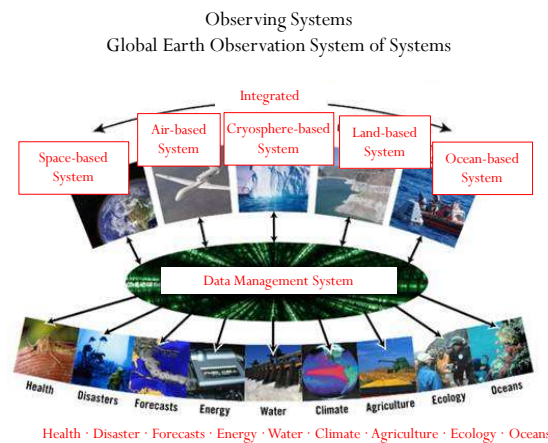 Observing Systems
Global Earth Observation System of Systems
Integrated
Space-based
System
Air-based
System
Cryosphere-based
System
Land-based
System
Ocean-based
System
Data Management System
Health
Disasters
Forecasts
Energy
Water
Climate
Agriculture
Ecology
Oceans
Health · Disaster · Forecasts · Energy · Water · Climate · Agriculture · Ecology · Oceans